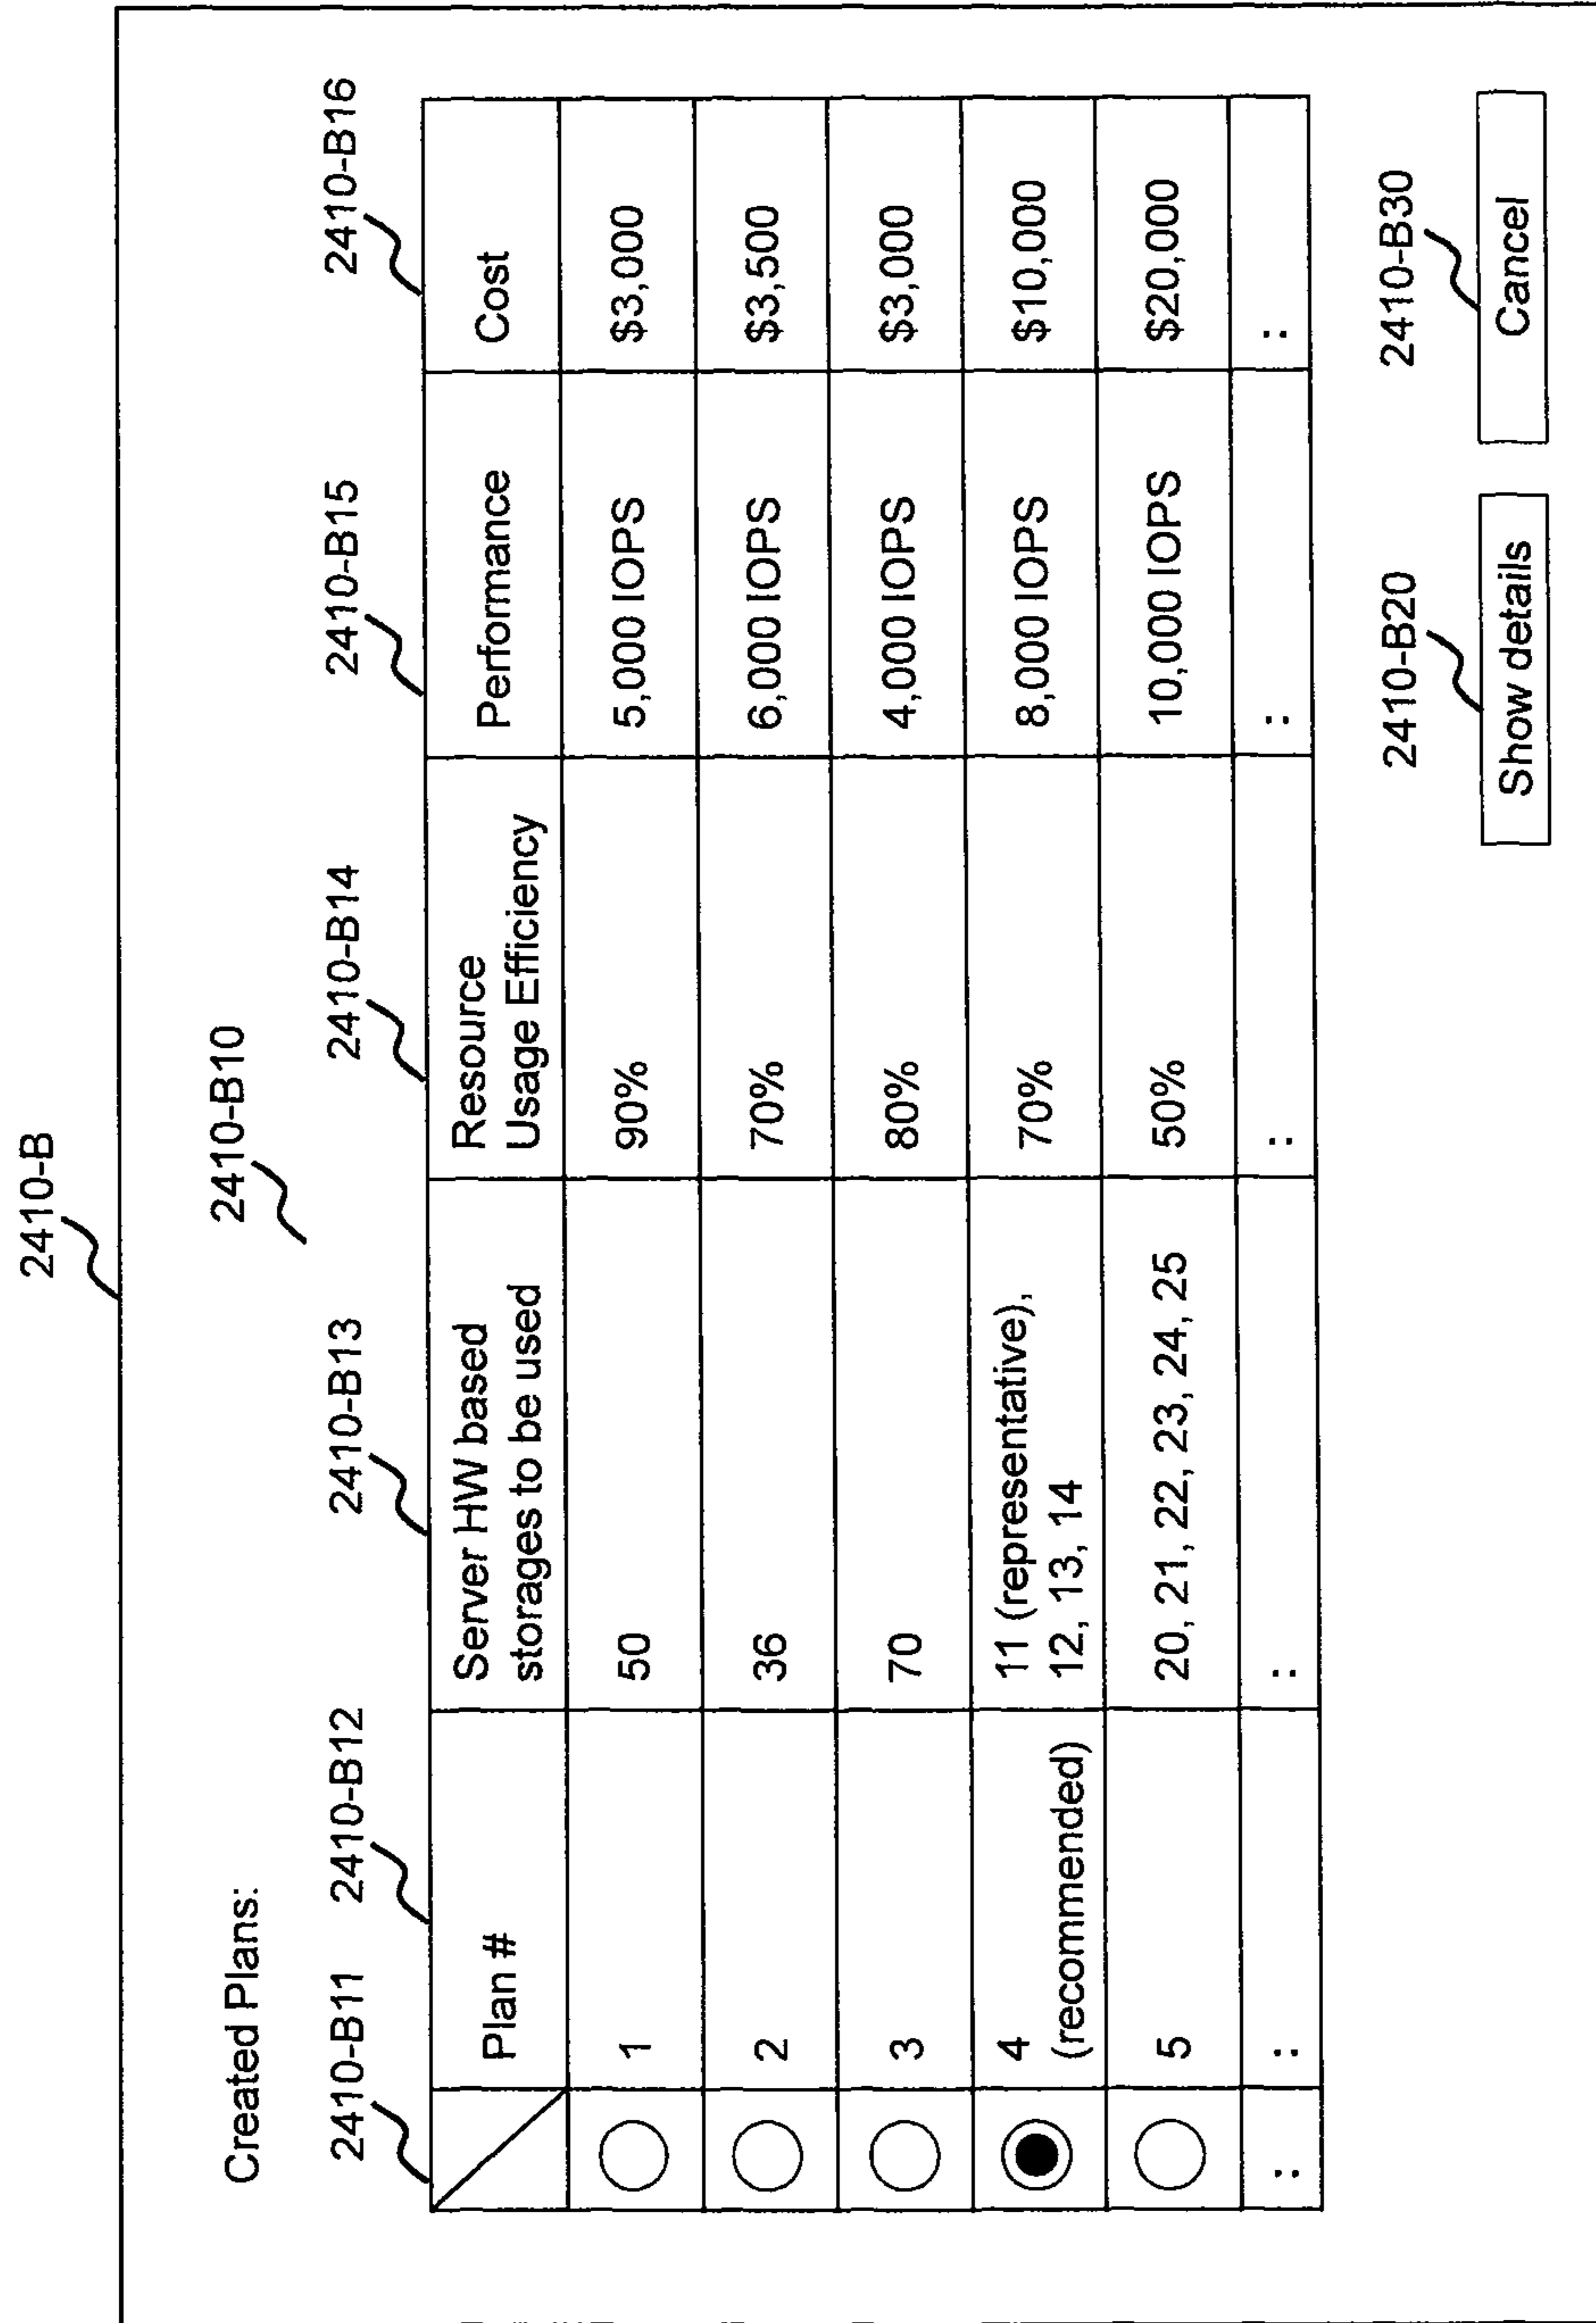 2410-B
2410-B10
Created Plans:
2410-B11
2410-B12
2410-B13
2410-B14
2410-B15
2410-B16
Plan #
Server HW based
storages to be used
Resource
Usage Efficiency
Performance
Cost
1
50
90%
5,000 IOPS
$3,000
2
36
70%
6,000 IOPS
$3,500
3
70
80%
4,000 IOPS
$3,000
4
(recommended)
11 (representative),
12, 13, 14
70%
8,000 IOPS
$10,000
5
20, 21, 22, 23, 24, 25
50%
10,000 IOPS
$20,000
: : : : : :
2410-B20
2410-B30
Show details
Cancel